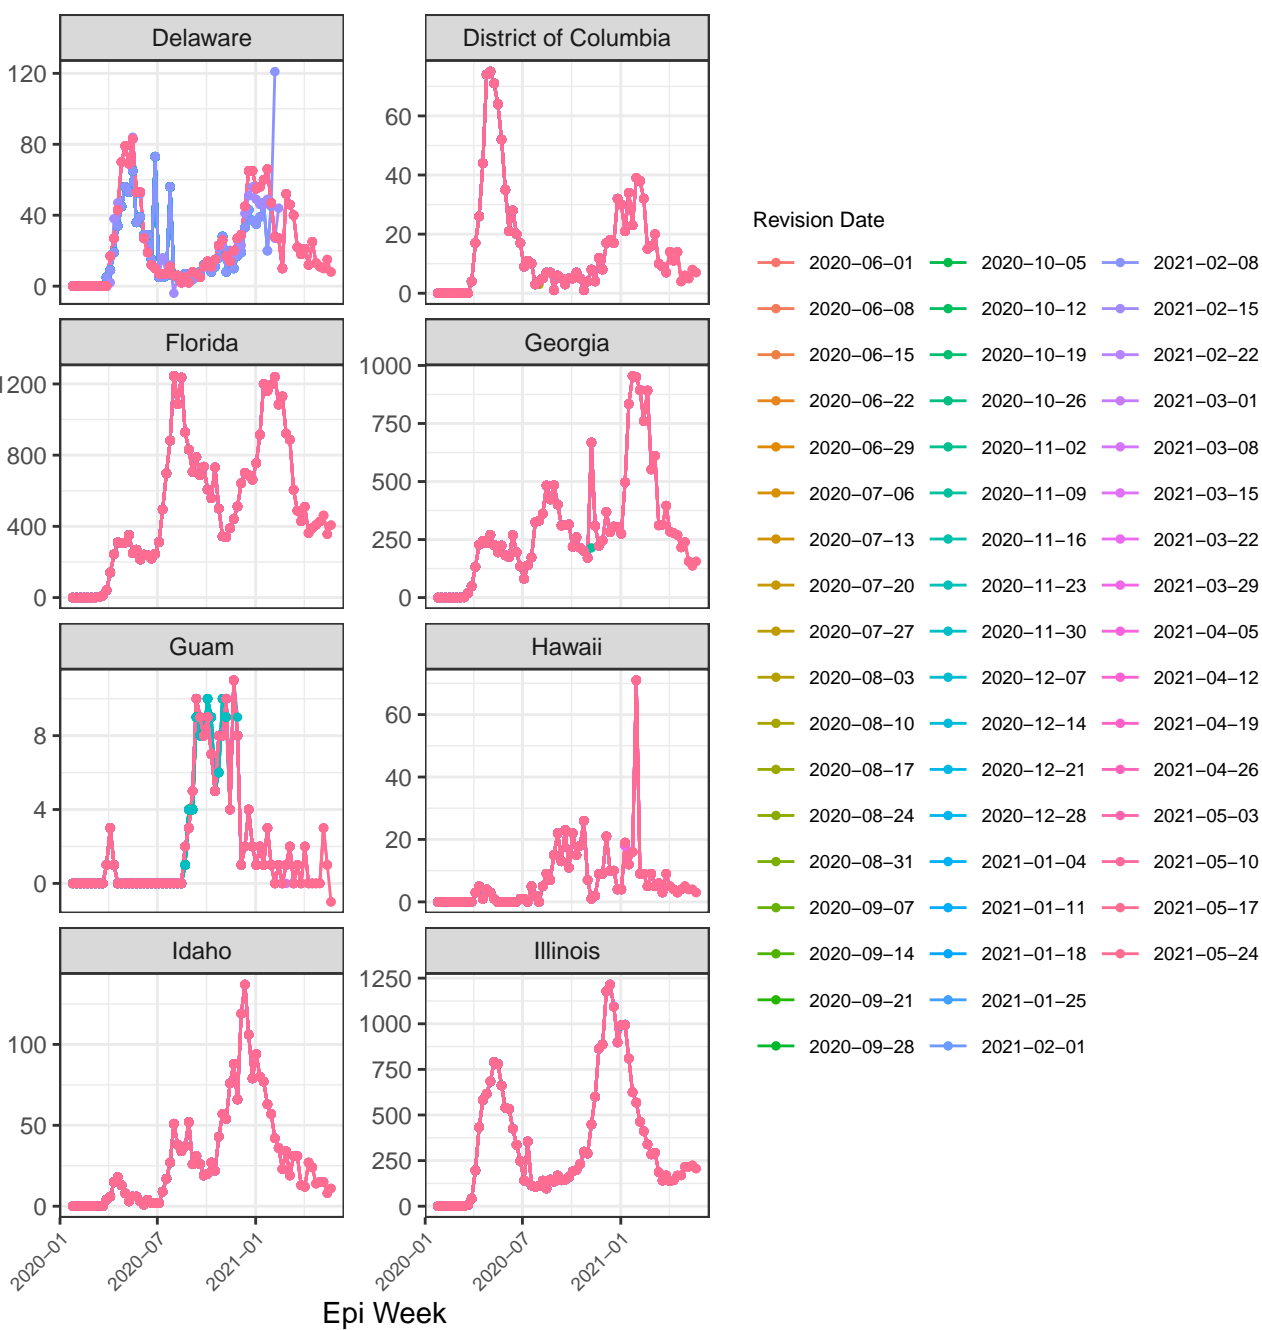 Delaware
District of Columbia
120
80
40
0
60
40
20
0
Florida
Georgia
1200
800
400
0
1000
750
500
250
0
Guam
Hawaii
8
4
0
60
40
20
0
Idaho
Illinois
100
50
0
1250
1000
750
500
250
0
2020−01
2020−07
2021−01
2020−01
2020−07
2021−01
Epi Week
Revision Date
2020−06−01 2020−10−05 2021−02−08
2020−06−08 2020−10−12 2021−02−15
2020−06−15 2020−10−19 2021−02−22
2020−06−22 2020−10−26 2021−03−01
2020−06−29 2020−11−02 2021−03−08
2020−07−06 2020−11−09 2021−03−15
2020−07−13 2020−11−16 2021−03−22
2020−07−20 2020−11−23 2021−03−29
2020−07−27 2020−11−30 2021−04−05
2020−08−03 2020−12−07 2021−04−12
2020−08−10 2020−12−14 2021−04−19
2020−08−17 2020−12−21 2021−04−26
2020−08−24 2020−12−28 2021−05−03
2020−08−31 2021−01−04 2021−05−10
2020−09−07 2021−01−11 2021−05−17
2020−09−14 2021−01−18 2021−05−24
2020−09−21 2021−01−25
2020−09−28 2021−02−01